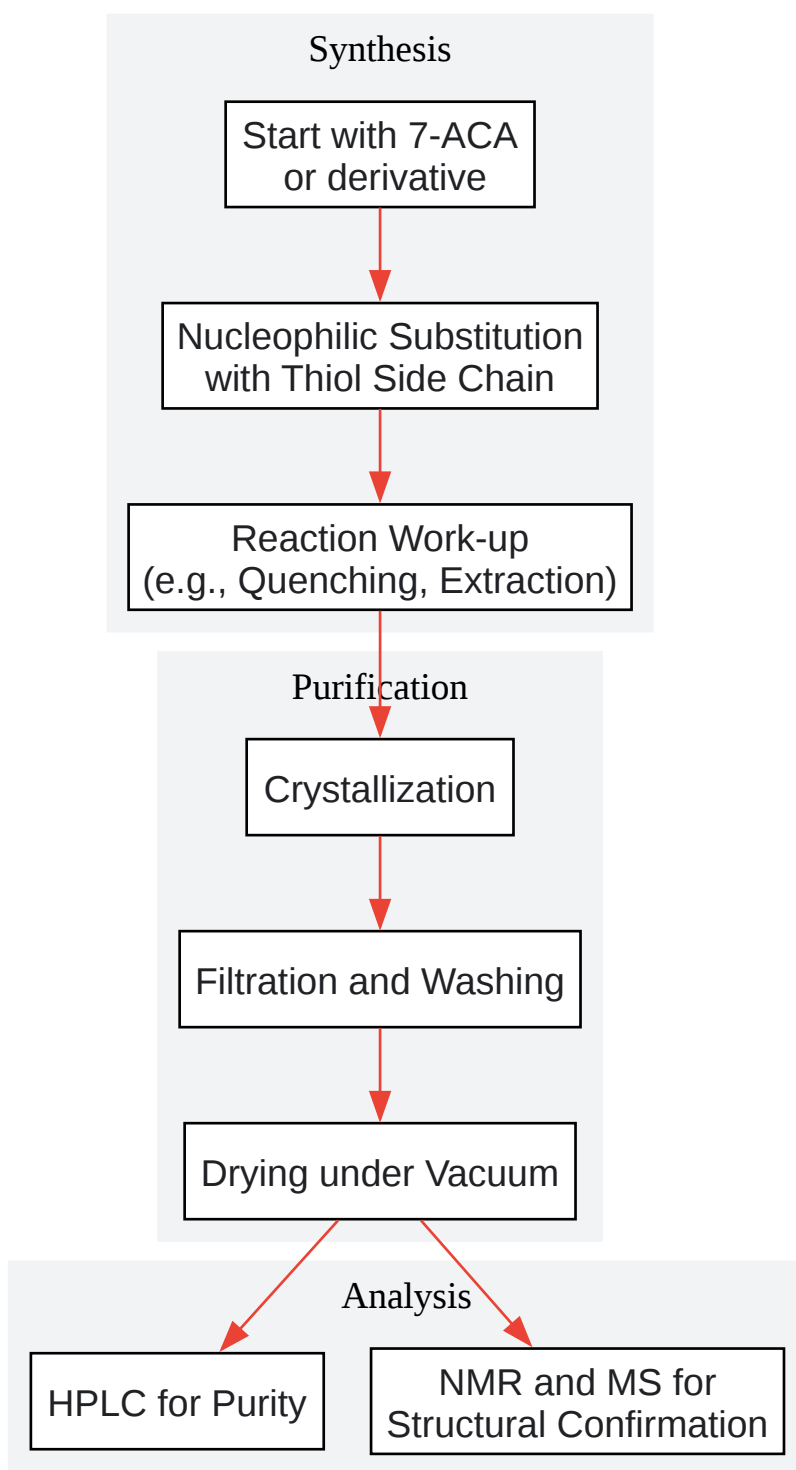 Synthesis
Start with 7-ACA
or derivative
Nucleophilic Substitution
with Thiol Side Chain
Reaction Work-up
(e.g., Quenching, Extraction)
Purification
Crystallization
Filtration and Washing
Drying under Vacuum
Analysis
HPLC for Purity
NMR and MS for
Structural Confirmation